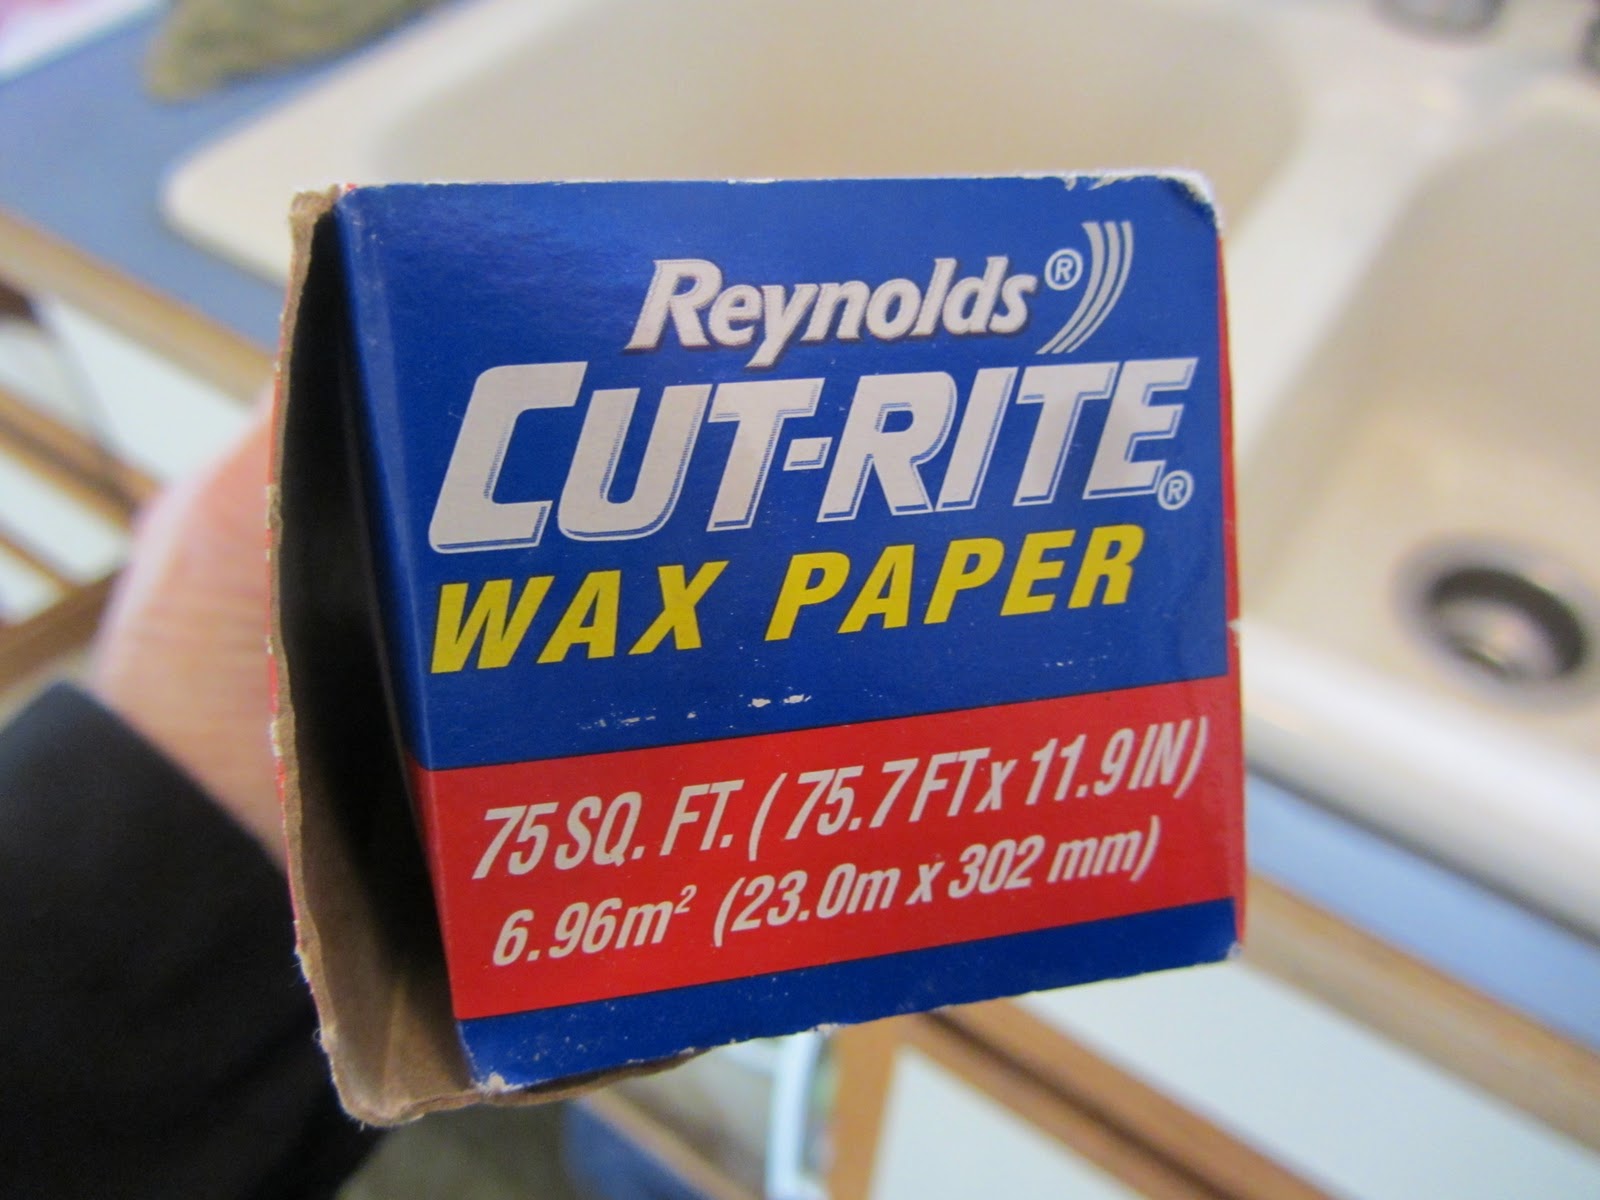 Reynolds®
CUT-RITE®
WAX PAPER
75 SQ. FT. (75.7 FT x 11.9 IN)
6.96m² (23.0m x 302 mm)